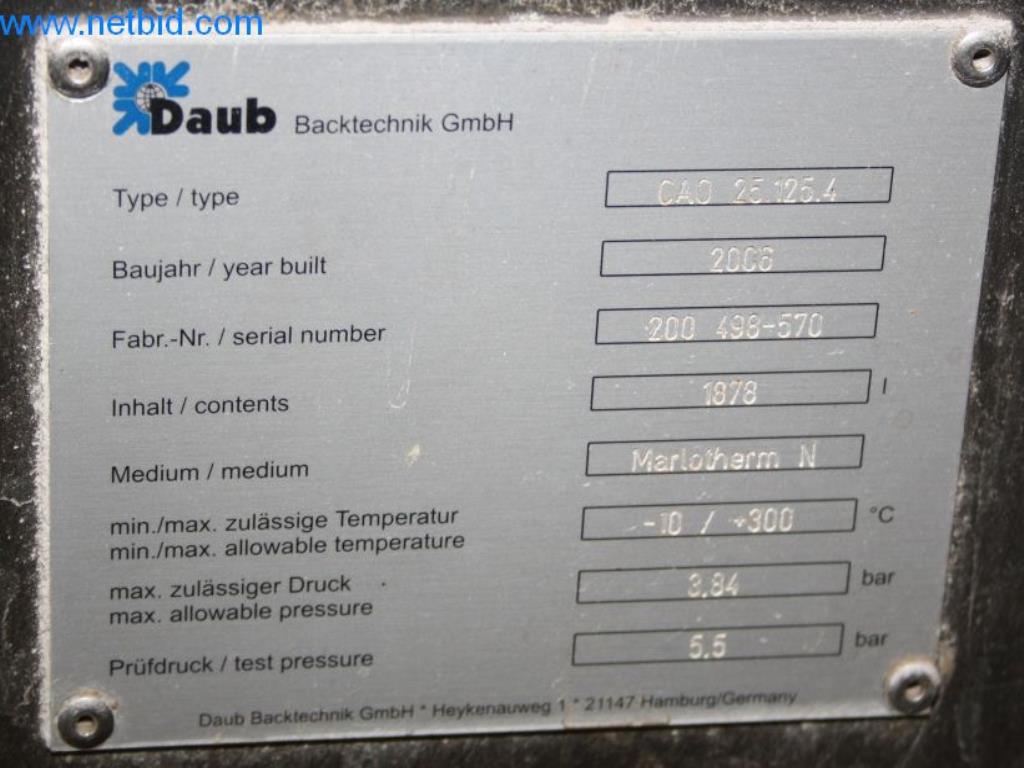 www.netbid.com
Daub Backtechnik GmbH
Type / type CAO 25.125.4
Baujahr / year built 2006
Fabr.-Nr. / serial number 200 498-570
Inhalt / contents 1878 l
Medium / medium Marlotherm N
min./max. zulässige Temperatur
min./max. allowable temperature -10 / +300 °C
max. zulässiger Druck
max. allowable pressure 3.84 bar
Prüfdruck / test pressure 5.5 bar
Daub Backtechnik GmbH * Heykenauweg 1 * 21147 Hamburg/Germany